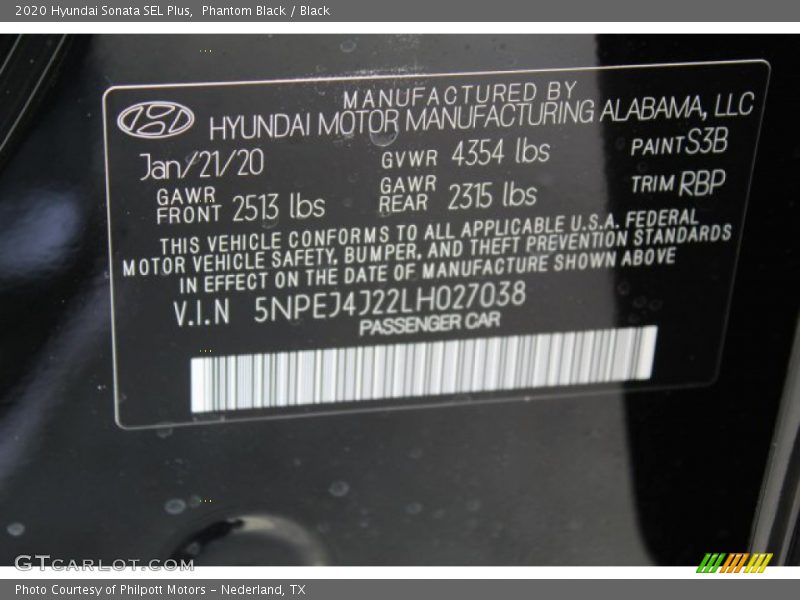 2020 Hyundai Sonata SEL Plus, Phantom Black / Black
MANUFACTURED BY
HYUNDAI MOTOR MANUFACTURING ALABAMA, LLC
Jan/21/20 GVWR 4354 lbs PAINT S3B
GAWR FRONT 2513 lbs GAWR REAR 2315 lbs TRIM RBP
THIS VEHICLE CONFORMS TO ALL APPLICABLE U.S.A. FEDERAL
MOTOR VEHICLE SAFETY, BUMPER, AND THEFT PREVENTION STANDARDS
IN EFFECT ON THE DATE OF MANUFACTURE SHOWN ABOVE
V.I.N 5NPEJ4J22LH027038
PASSENGER CAR
GTCARLOT.COM
Photo Courtesy of Philpott Motors - Nederland, TX